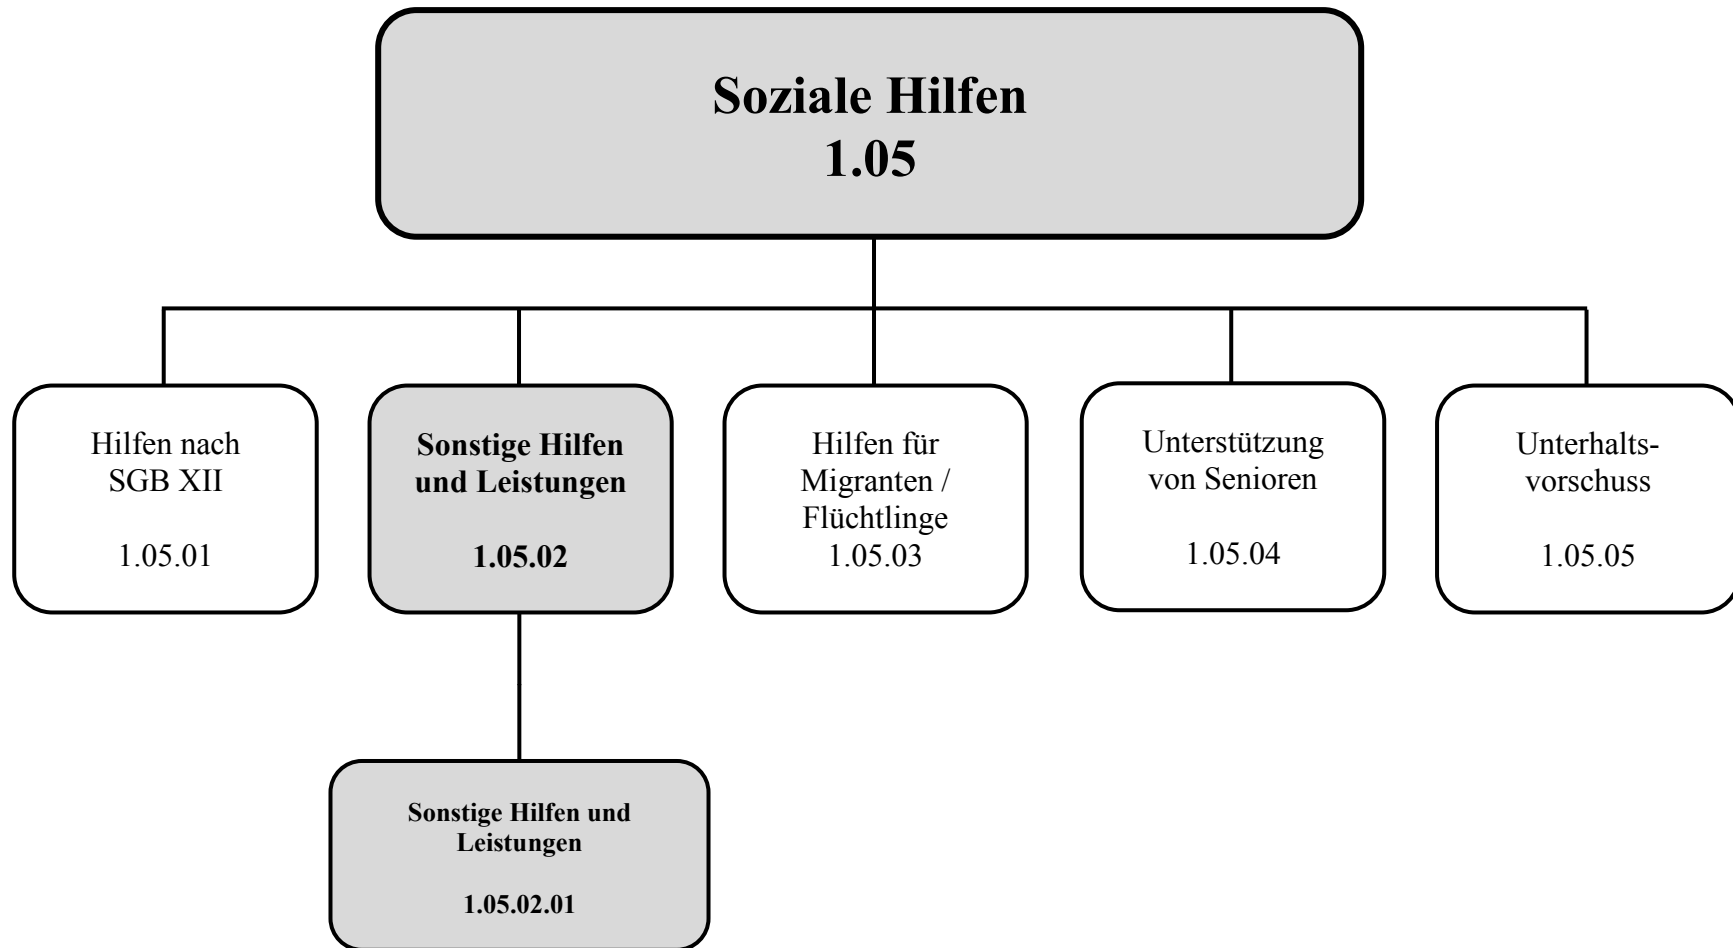 Soziale Hilfen
1.05
Hilfen nach
SGB XII
1.05.01
Sonstige Hilfen
und Leistungen
1.05.02
Hilfen für
Migranten /
Flüchtlinge
1.05.03
Unterstützung
von Senioren
1.05.04
Unterhalts-
vorschuss
1.05.05
Sonstige Hilfen und
Leistungen
1.05.02.01